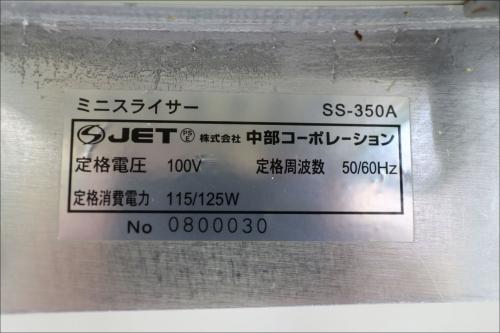 ミニスライサー SS-350A
JET PSE 株式会社 中部コーポレーション
定格電圧 100V 定格周波数 50/60Hz
定格消費電力 115/125W
No 0800030